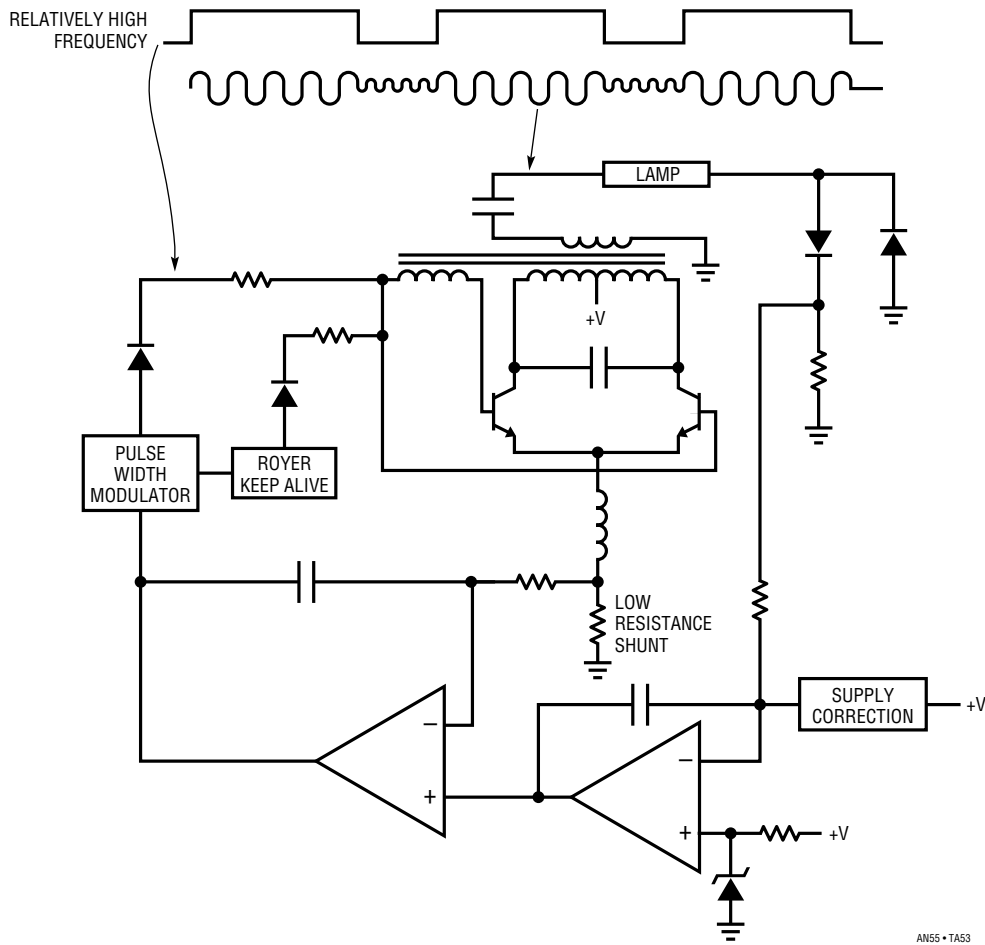 RELATIVELY HIGH
FREQUENCY
LAMP
+V
PULSE
WIDTH
MODULATOR
ROYER
KEEP ALIVE
LOW
RESISTANCE
SHUNT
SUPPLY
CORRECTION
+V
–
+
–
+
+V
AN55 • TA53